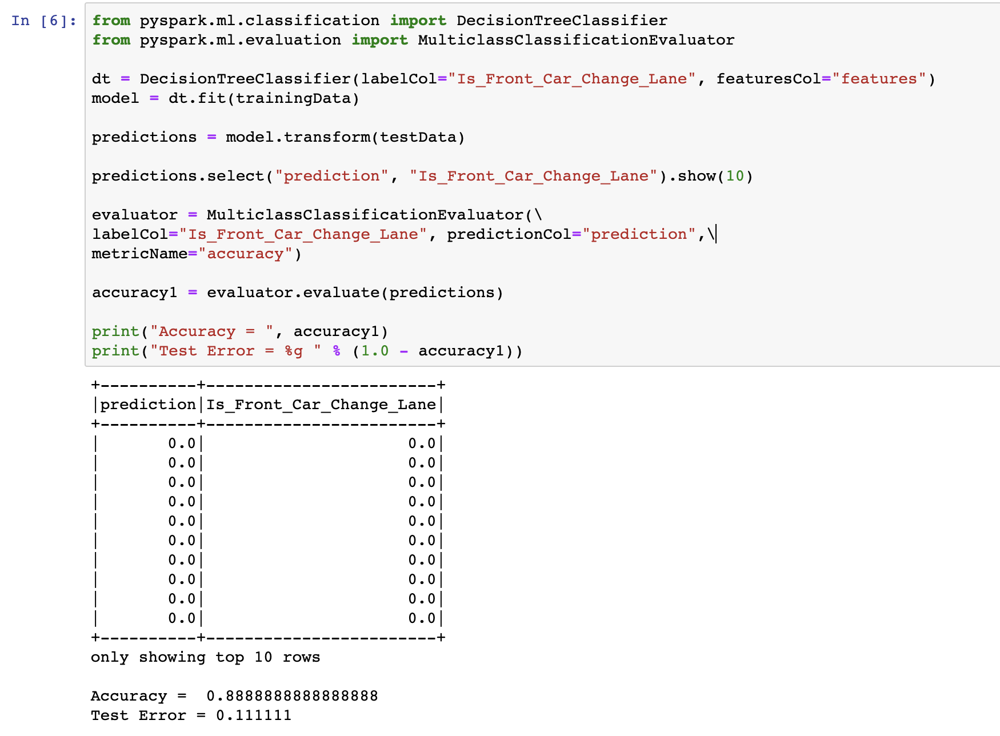 In [6]:
from pyspark.ml.classification import DecisionTreeClassifier
from pyspark.ml.evaluation import MulticlassClassificationEvaluator
dt = DecisionTreeClassifier(labelCol="Is_Front_Car_Change_Lane", featuresCol="features")
model = dt.fit(trainingData)
predictions = model.transform(testData)
predictions.select("prediction", "Is_Front_Car_Change_Lane").show(10)
evaluator = MulticlassClassificationEvaluator(\
labelCol="Is_Front_Car_Change_Lane", predictionCol="prediction",\
metricName="accuracy")
accuracy1 = evaluator.evaluate(predictions)
print("Accuracy = ", accuracy1)
print("Test Error = %g " % (1.0 - accuracy1))
+----------+------------------------+
|prediction|Is_Front_Car_Change_Lane|
+----------+------------------------+
|       0.0|                     0.0|
|       0.0|                     0.0|
|       0.0|                     0.0|
|       0.0|                     0.0|
|       0.0|                     0.0|
|       0.0|                     0.0|
|       0.0|                     0.0|
|       0.0|                     0.0|
|       0.0|                     0.0|
|       0.0|                     0.0|
+----------+------------------------+
only showing top 10 rows
Accuracy =  0.8888888888888888
Test Error = 0.111111